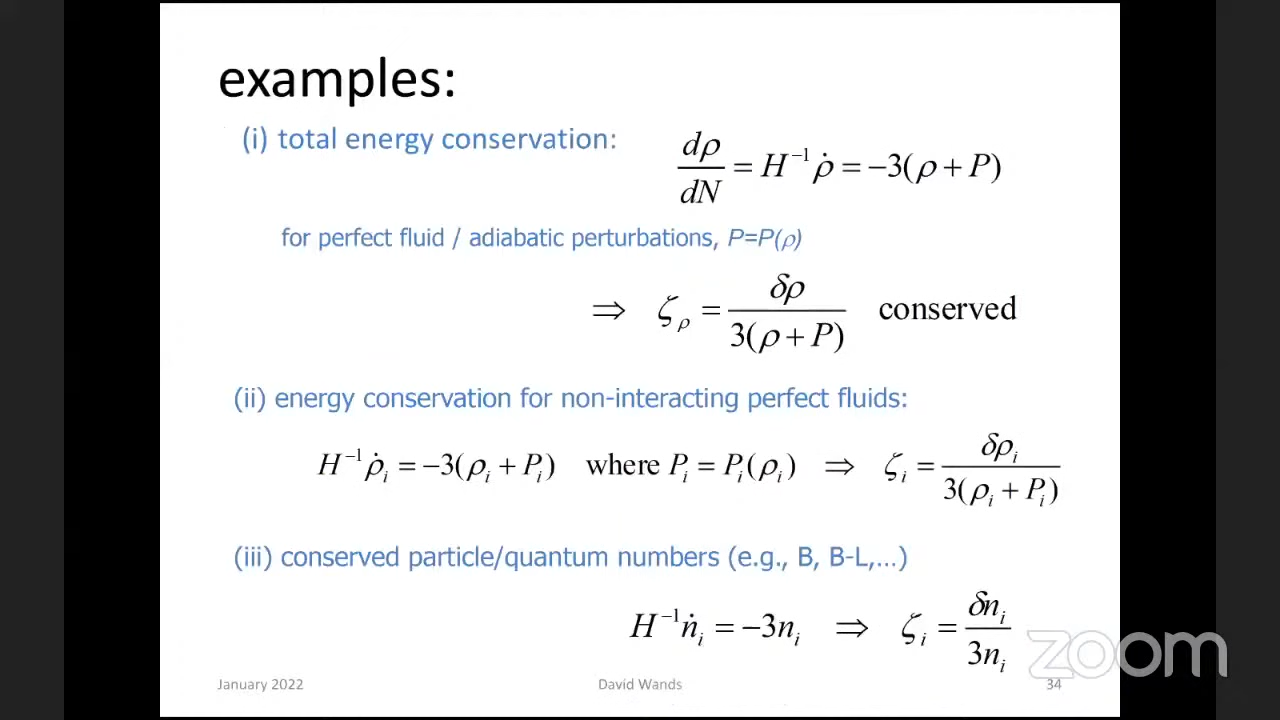 examples:
(i) total energy conservation: dρ/dN = H⁻¹ρ̇ = −3(ρ + P)
for perfect fluid / adiabatic perturbations, P=P(ρ)
⇒ ζ_ρ = δρ/3(ρ + P) conserved
(ii) energy conservation for non-interacting perfect fluids:
H⁻¹ρ̇_i = −3(ρ_i + P_i) where P_i = P_i(ρ_i) ⇒ ζ_i = δρ_i/3(ρ_i + P_i)
(iii) conserved particle/quantum numbers (e.g., B, B-L,…)
H⁻¹ṅ_i = −3n_i ⇒ ζ_i = δn_i/3n_i
zoom
January 2022 David Wands 34